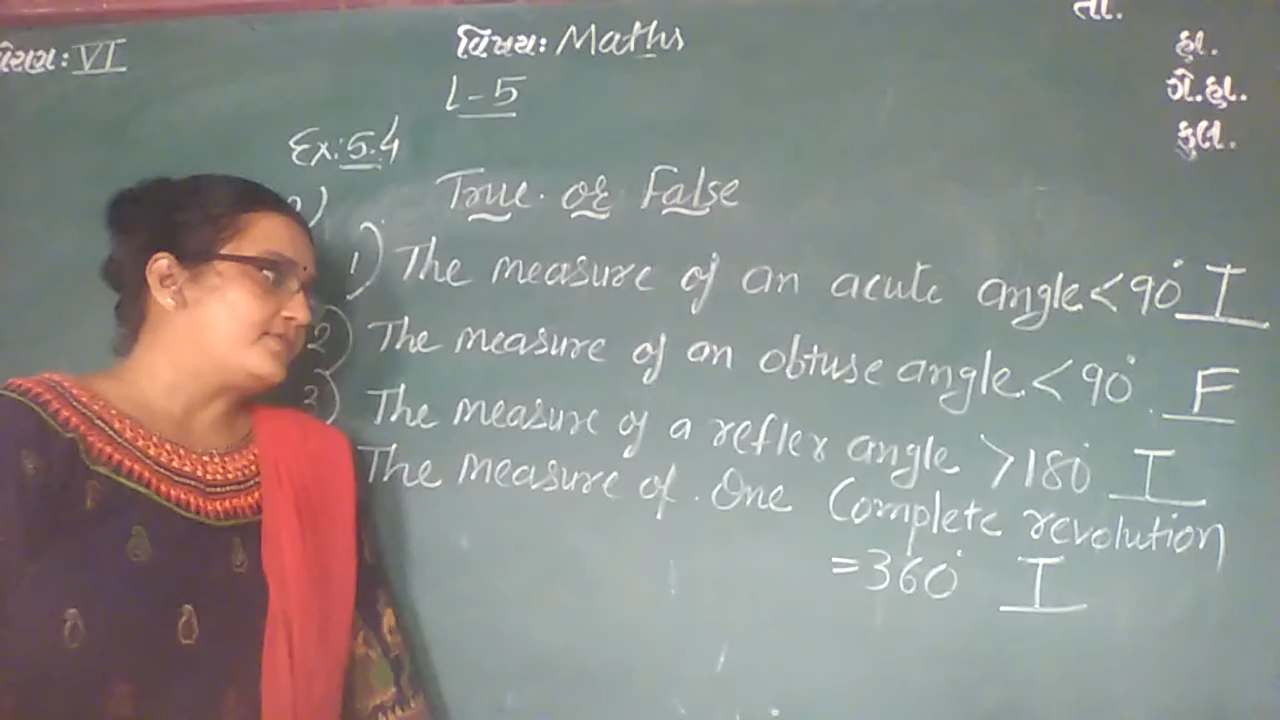 વિષય: Maths
તા.
VI
હા.
ગે.હા.
કુલ.
L-5
Ex:5.4
2) True or False
1) The measure of an acute angle < 90° T
2) The measure of an obtuse angle < 90°. F
3) The measure of a reflex angle > 180° T
The measure of One Complete revolution
= 360° T